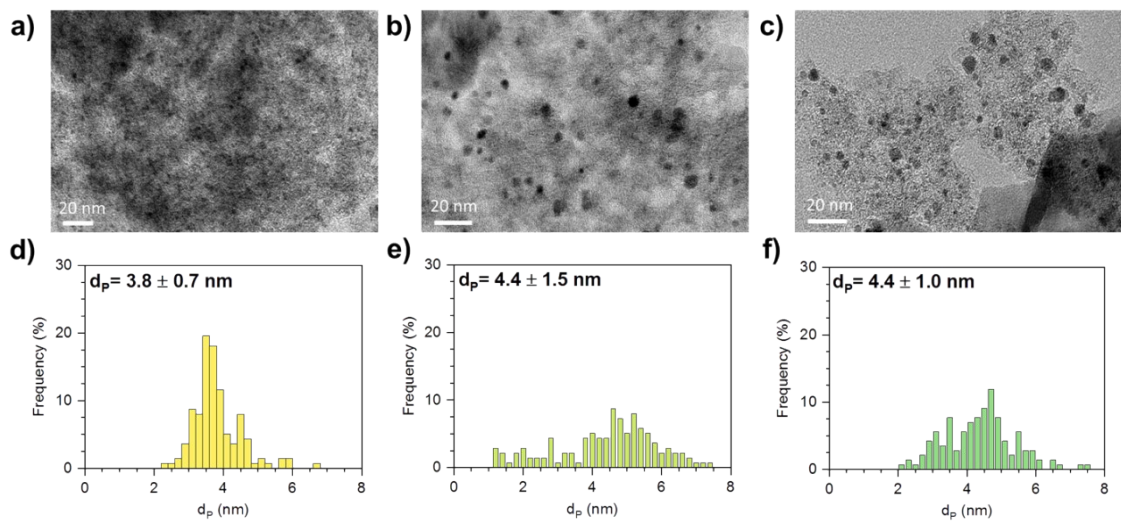 a)
b)
c)
20 nm
20 nm
20 nm
d)
e)
f)
30
dP= 3.8 ± 0.7 nm
20
10
0
Frequency (%)
0 2 4 6 8
dP (nm)
30
dP= 4.4 ± 1.5 nm
20
10
0
Frequency (%)
0 2 4 6 8
dP (nm)
30
dP= 4.4 ± 1.0 nm
20
10
0
Frequency (%)
0 2 4 6 8
dP (nm)